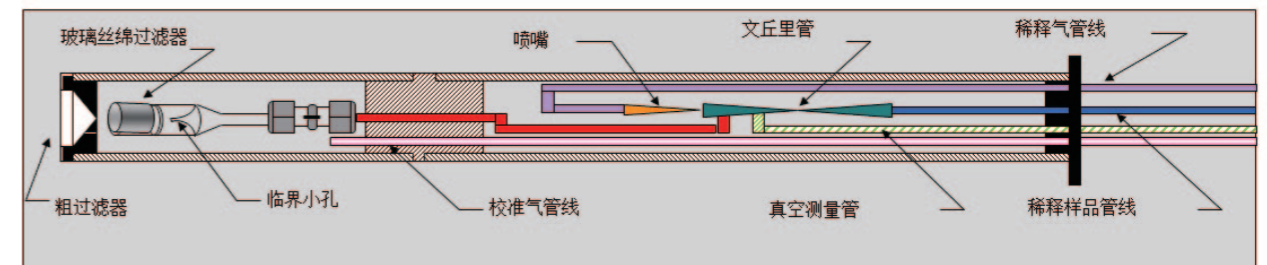 玻璃丝绵过滤器
喷嘴
文丘里管
稀释气管线
粗过滤器
临界小孔
校准气管线
真空测量管
稀释样品管线